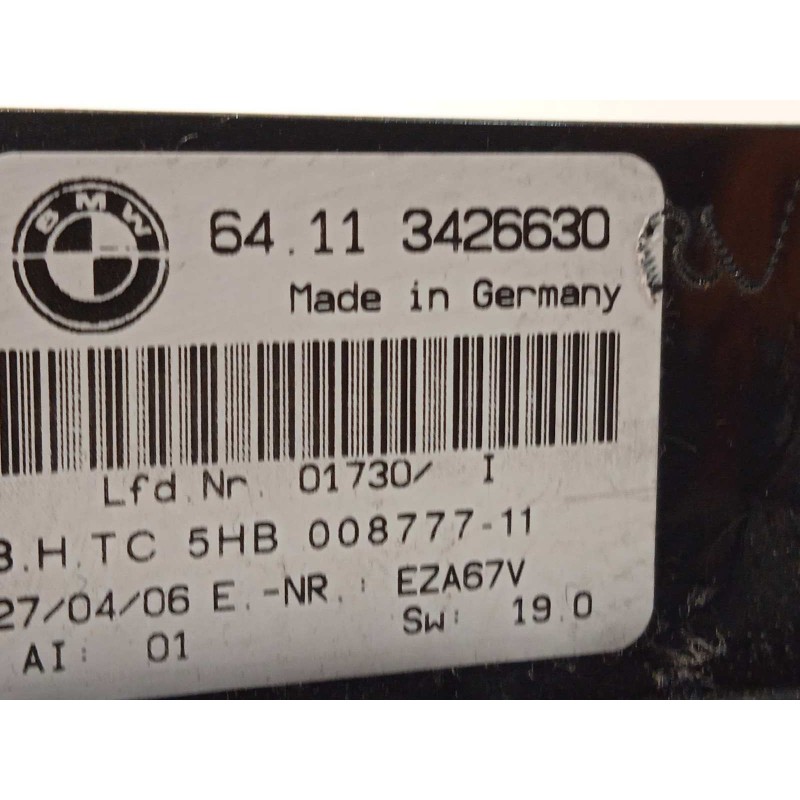 BMW
64.11 3426630
Made in Germany
Lfd.Nr. 01730/ I
B.H.TC 5HB 008777-11
27/04/06 E.-NR.: EZA67V
AI: 01 Sw: 19.0